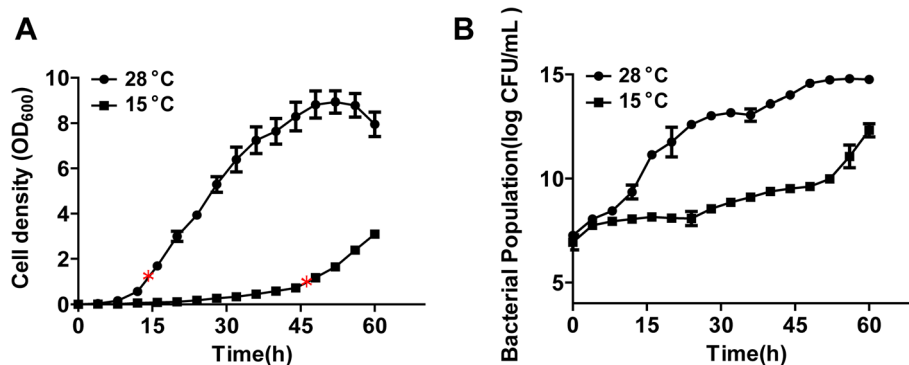 A
28 °C
15 °C
Cell density (OD600)
10
8
6
4
2
0
0
15
30
45
60
Time(h)
B
28 °C
15 °C
Bacterial Population(log CFU/mL)
15
10
5
0
15
30
45
60
Time(h)